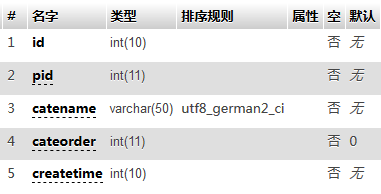 # 名字 类型 排序规则 属性 空 默认
1 id int(10) 否 无
2 pid int(11) 否 无
3 catename varchar(50) utf8_german2_ci 否 无
4 cateorder int(11) 否 0
5 createtime int(10) 否 无